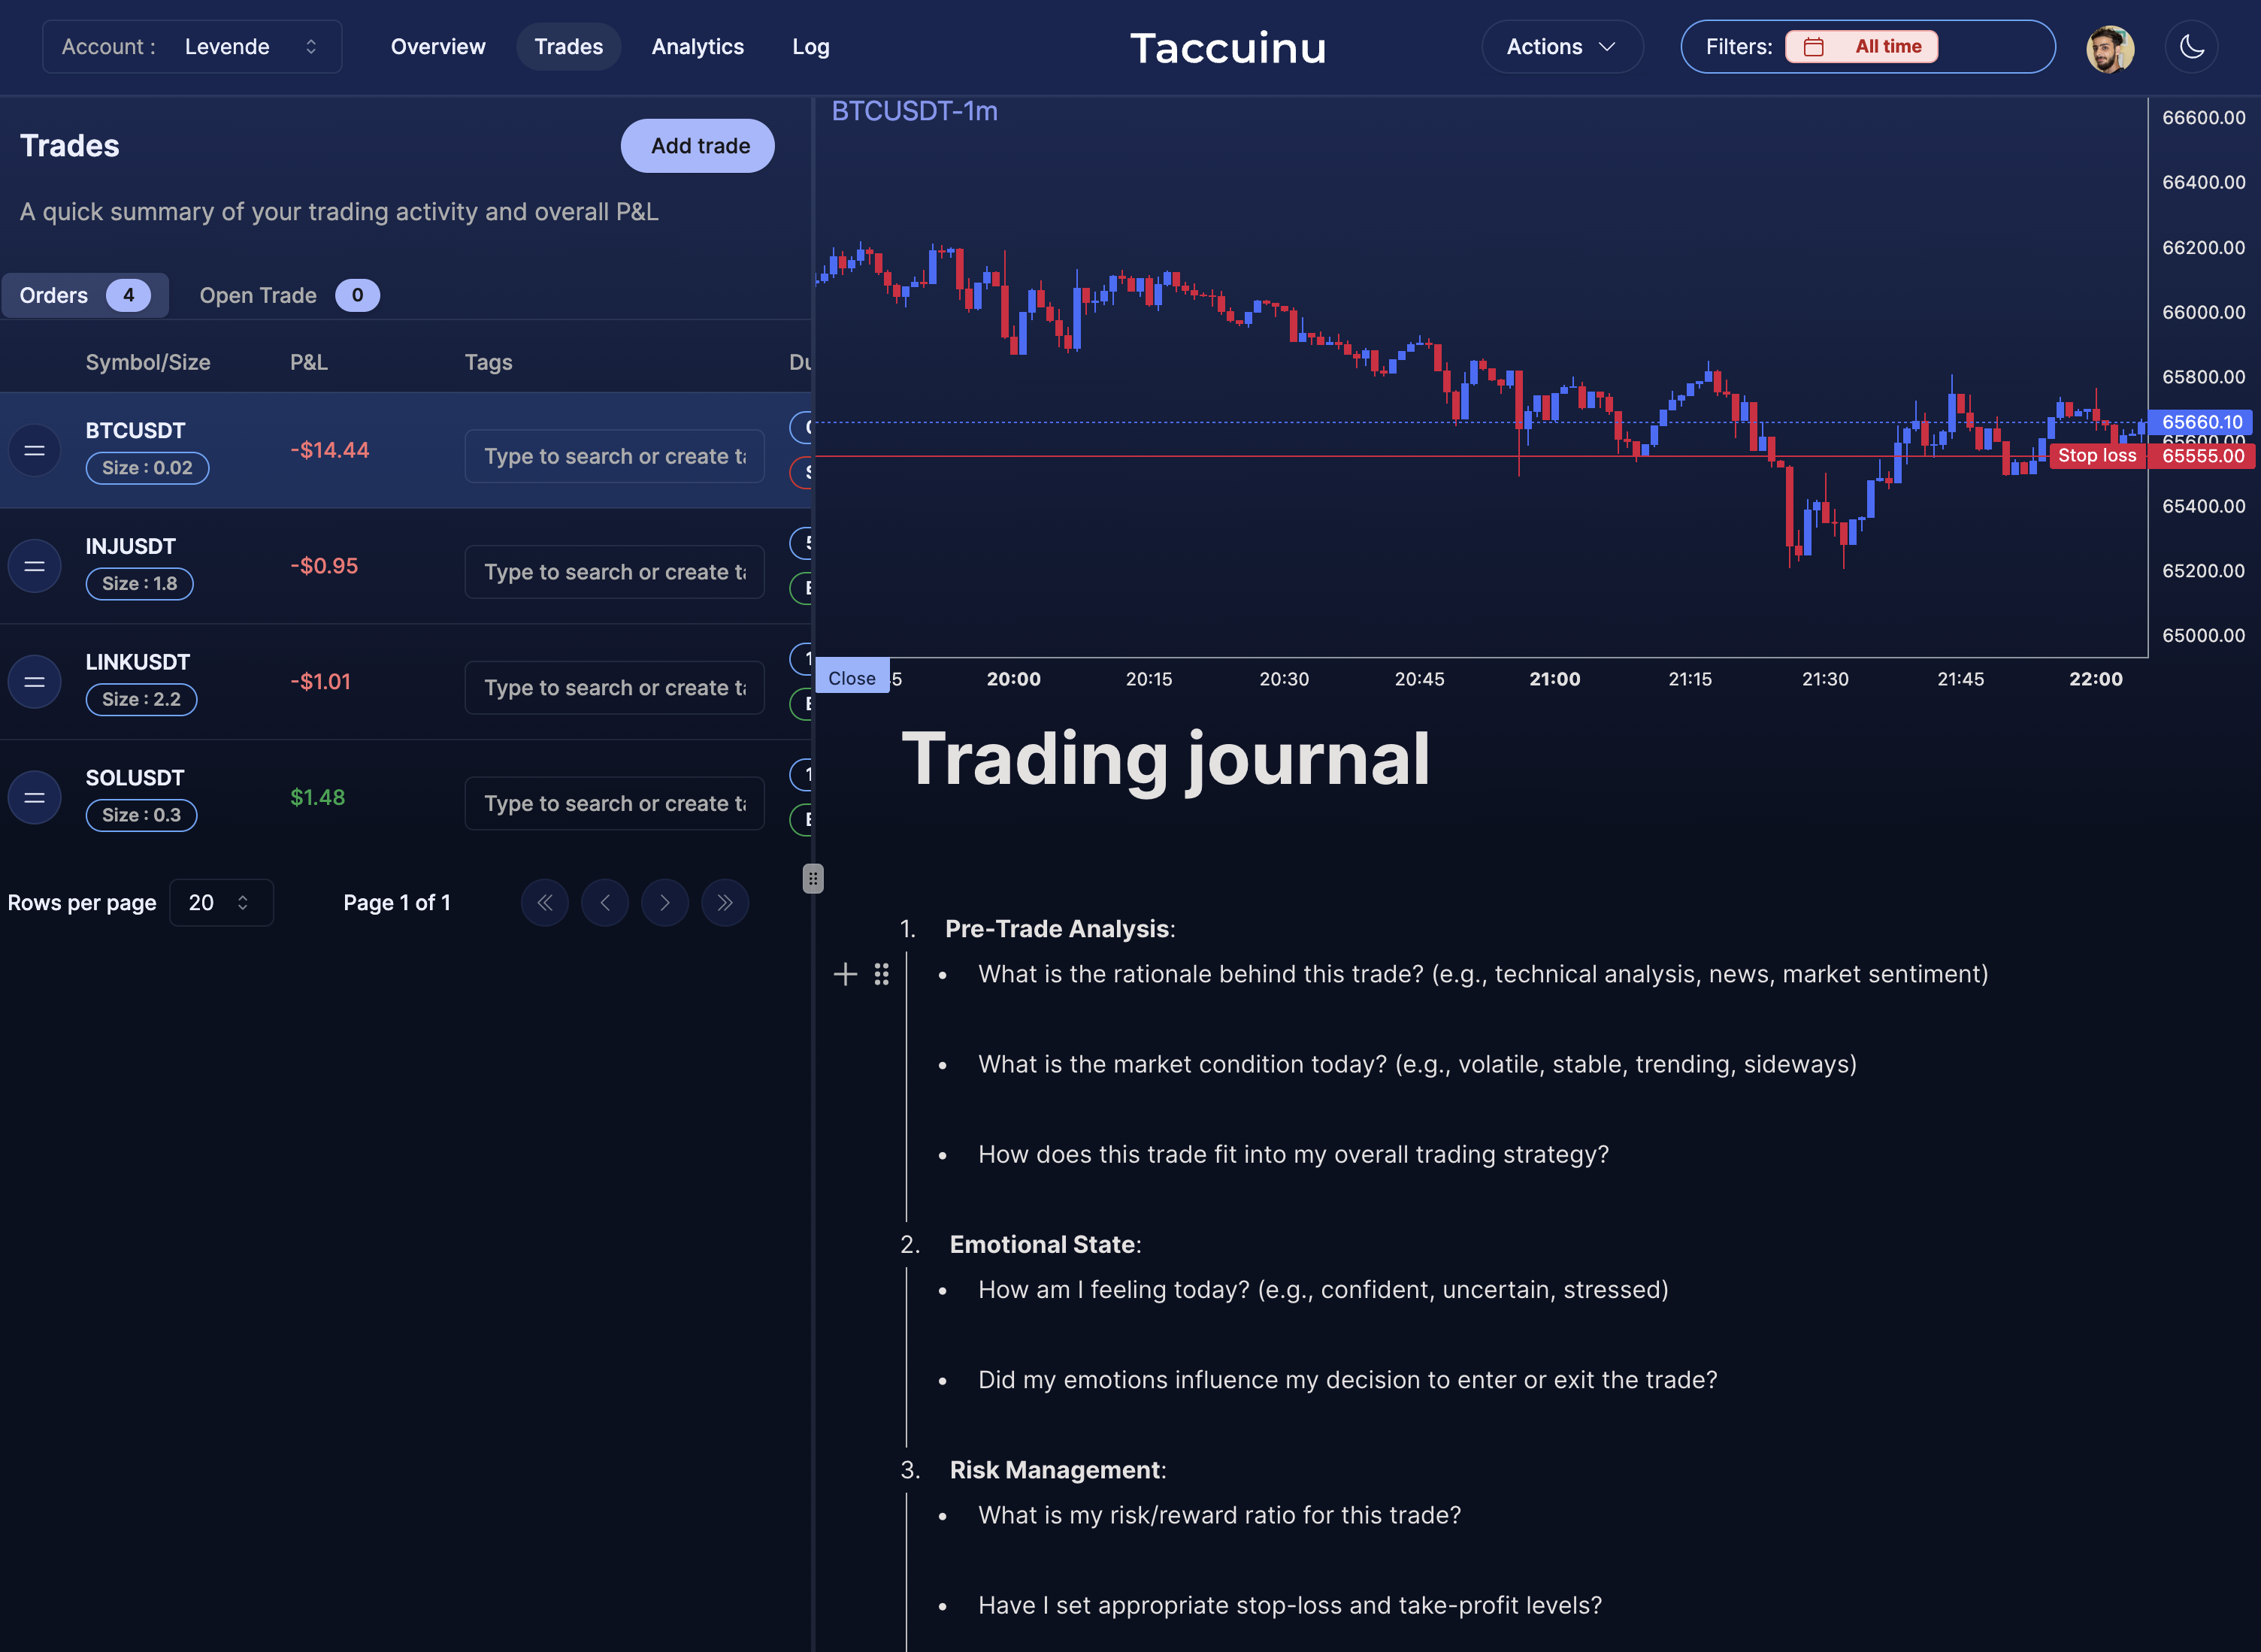 Account : Levende Overview Trades Analytics Log Taccuinu Actions Filters: All time
Trades Add trade
A quick summary of your trading activity and overall P&L
Orders 4 Open Trade 0
Symbol/Size P&L Tags
BTCUSDT
Size : 0.02
-$14.44
Type to search or create
INJUSDT
Size : 1.8
-$0.95
Type to search or create
LINKUSDT
Size : 2.2
-$1.01
Type to search or create
SOLUSDT
Size : 0.3
$1.48
Type to search or create
Rows per page 20 Page 1 of 1
BTCUSDT-1m
66600.00
66400.00
66200.00
66000.00
65800.00
65660.10
65600.00
Stop loss 65555.00
65400.00
65200.00
65000.00
Close 20:00 20:15 20:30 20:45 21:00 21:15 21:30 21:45 22:00
Trading journal
1. Pre-Trade Analysis:
• What is the rationale behind this trade? (e.g., technical analysis, news, market sentiment)
• What is the market condition today? (e.g., volatile, stable, trending, sideways)
• How does this trade fit into my overall trading strategy?
2. Emotional State:
• How am I feeling today? (e.g., confident, uncertain, stressed)
• Did my emotions influence my decision to enter or exit the trade?
3. Risk Management:
• What is my risk/reward ratio for this trade?
• Have I set appropriate stop-loss and take-profit levels?